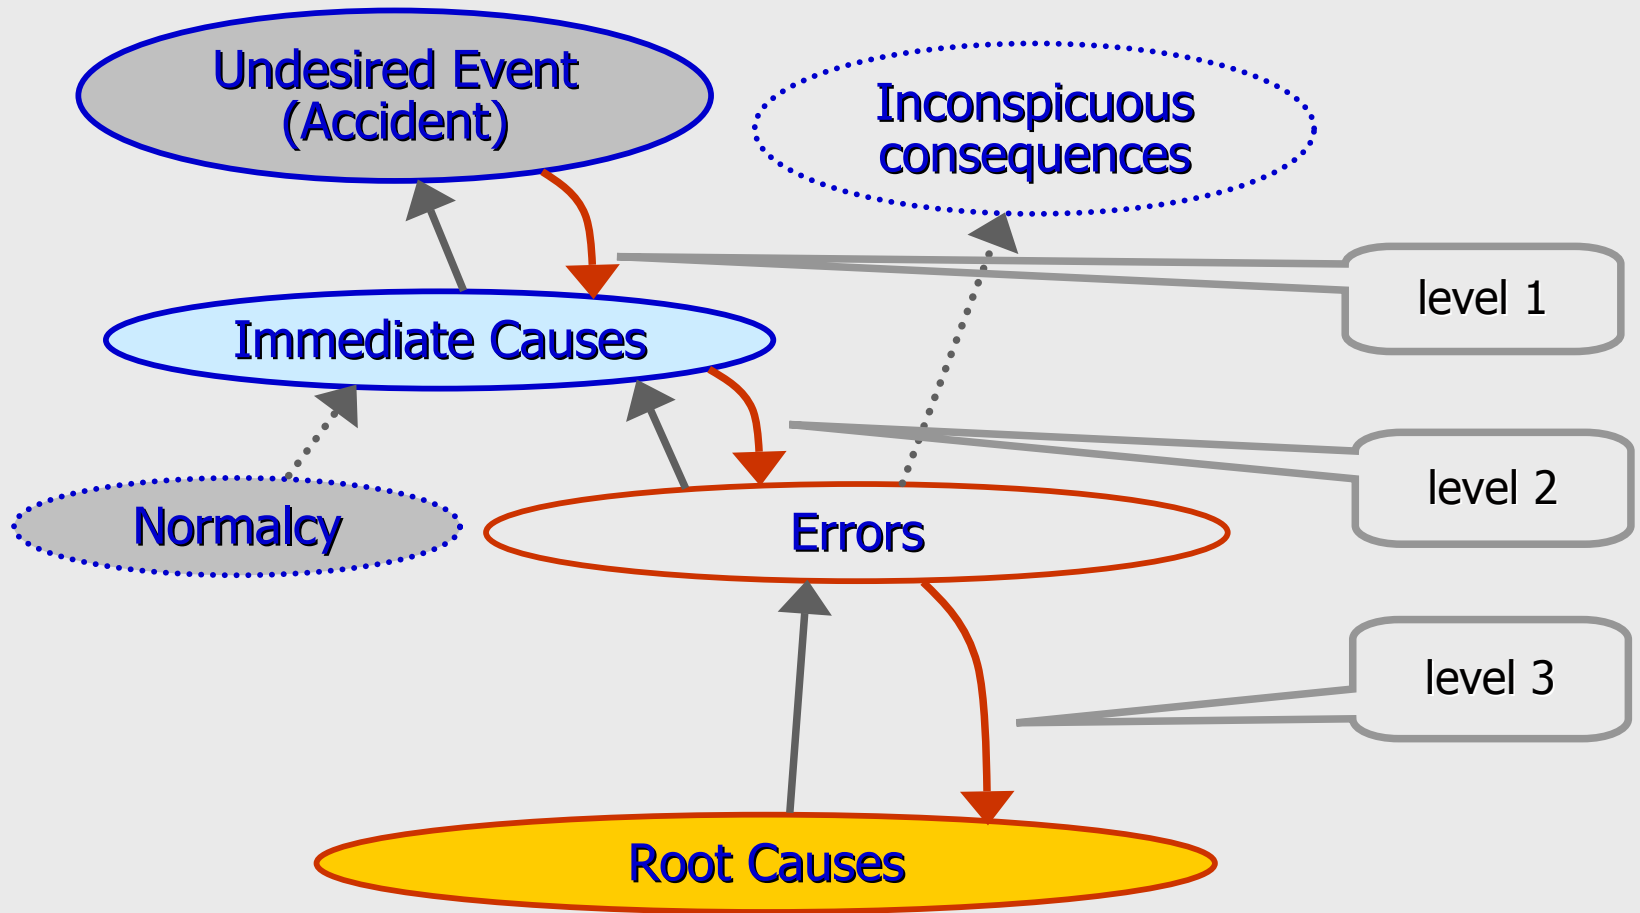 Undesired Event
(Accident)
Inconspicuous
consequences
level 1
Immediate Causes
level 2
Normalcy
Errors
level 3
Root Causes